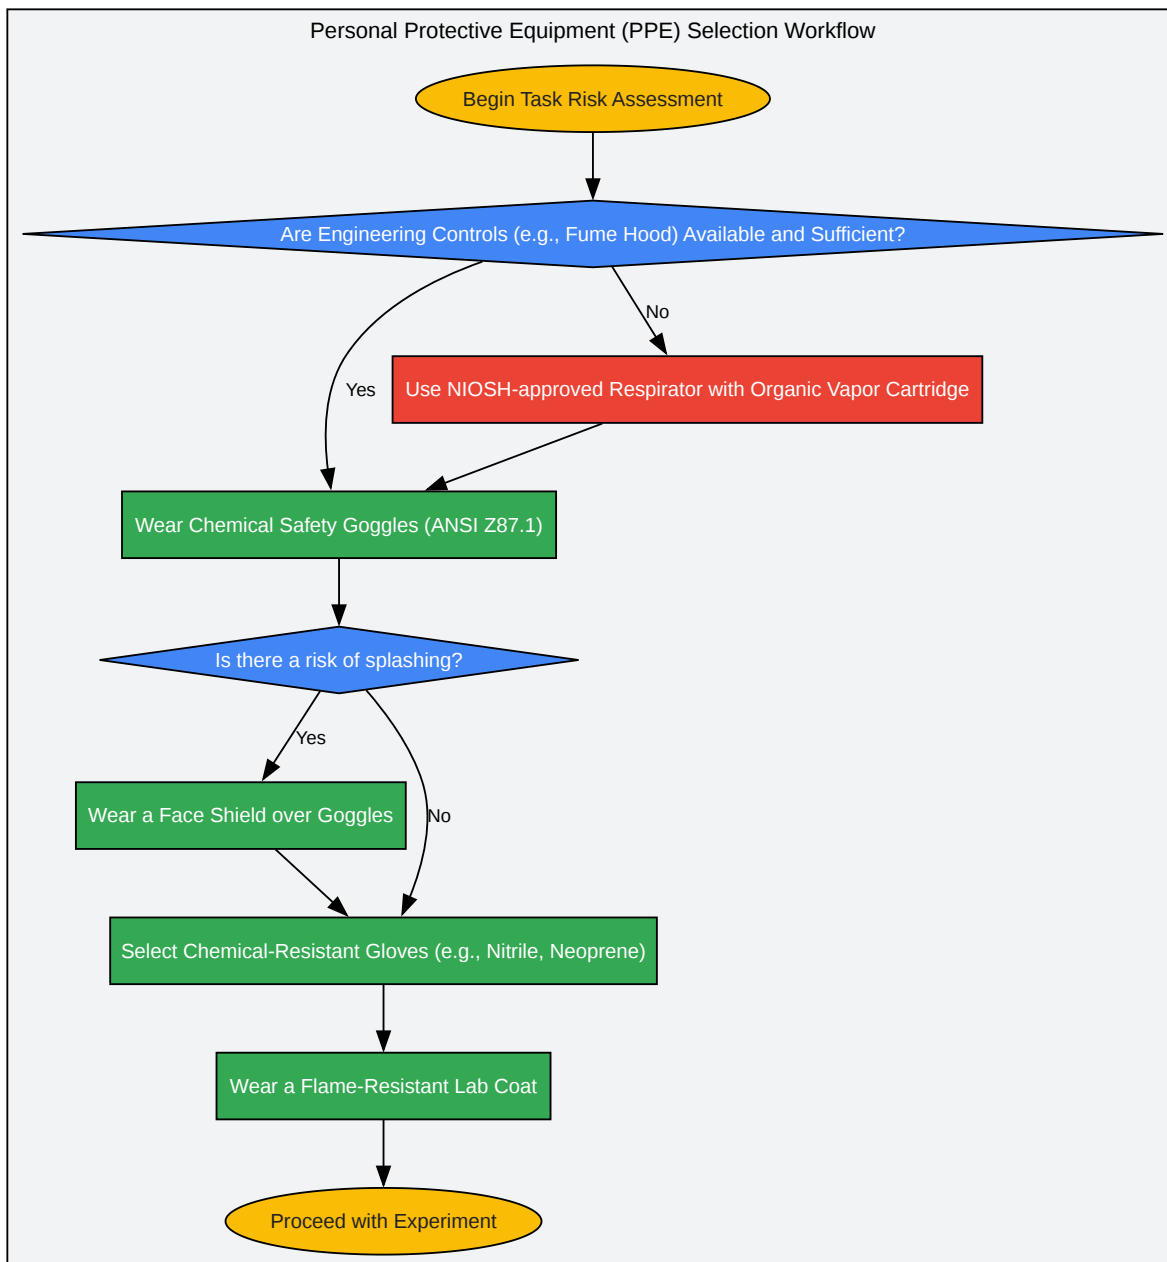 Personal Protective Equipment (PPE) Selection Workflow
Begin Task Risk Assessment
Are Engineering Controls (e.g., Fume Hood) Available and Sufficient?
No
Yes
Use NIOSH-approved Respirator with Organic Vapor Cartridge
Wear Chemical Safety Goggles (ANSI Z87.1)
Is there a risk of splashing?
Yes
Wear a Face Shield over Goggles
No
Select Chemical-Resistant Gloves (e.g., Nitrile, Neoprene)
Wear a Flame-Resistant Lab Coat
Proceed with Experiment